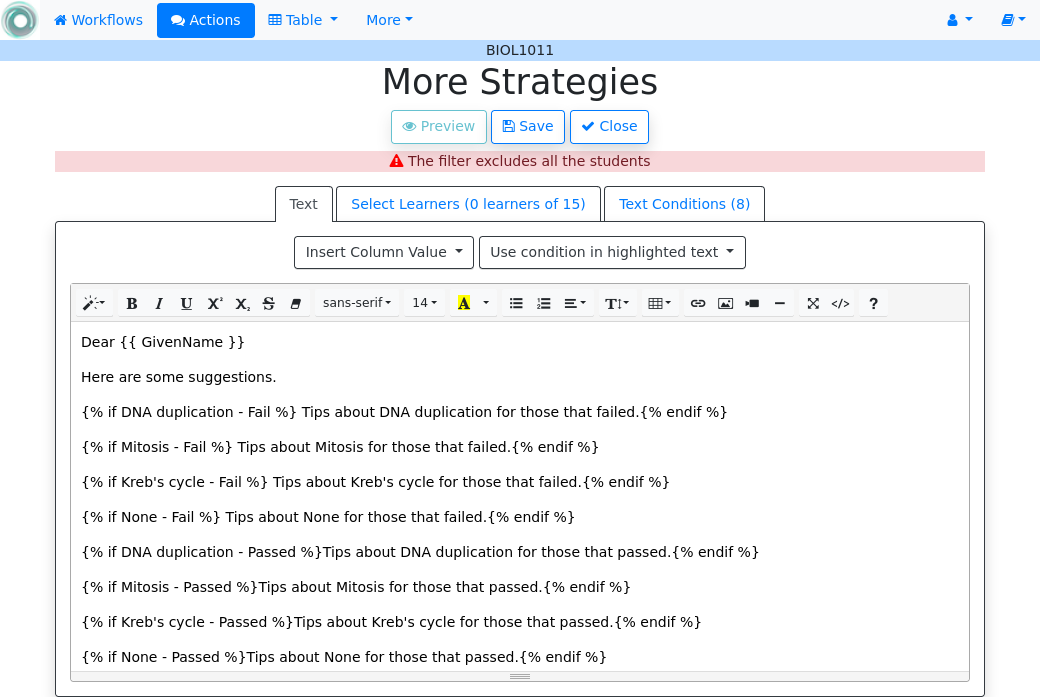 Workflows Actions Table More
BIOL1011
More Strategies
Preview Save Close
The filter excludes all the students
Text Select Learners (0 learners of 15) Text Conditions (8)
Insert Column Value Use condition in highlighted text
B I U X² X₂ S sans-serif 14 A T </> ?
Dear {{ GivenName }}
Here are some suggestions.
{% if DNA duplication - Fail %} Tips about DNA duplication for those that failed.{% endif %}
{% if Mitosis - Fail %} Tips about Mitosis for those that failed.{% endif %}
{% if Kreb's cycle - Fail %} Tips about Kreb's cycle for those that failed.{% endif %}
{% if None - Fail %} Tips about None for those that failed.{% endif %}
{% if DNA duplication - Passed %}Tips about DNA duplication for those that passed.{% endif %}
{% if Mitosis - Passed %}Tips about Mitosis for those that passed.{% endif %}
{% if Kreb's cycle - Passed %}Tips about Kreb's cycle for those that passed.{% endif %}
{% if None - Passed %}Tips about None for those that passed.{% endif %}